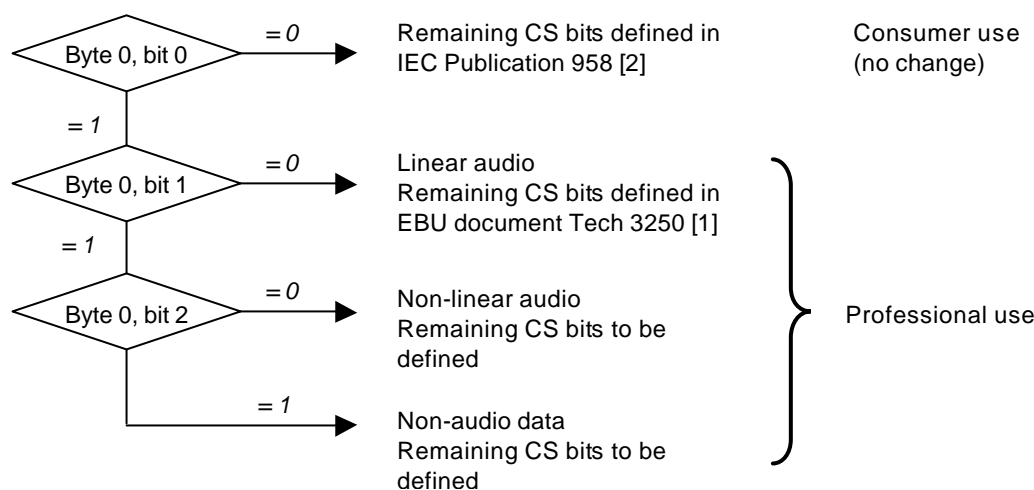 Byte 0, bit 0
= 0
Remaining CS bits defined in
IEC Publication 958 [2]
Consumer use
(no change)
= 1
Byte 0, bit 1
= 0
Linear audio
Remaining CS bits defined in
EBU document Tech 3250 [1]
= 1
Byte 0, bit 2
= 0
Non-linear audio
Remaining CS bits to be
defined
Professional use
= 1
Non-audio data
Remaining CS bits to be
defined